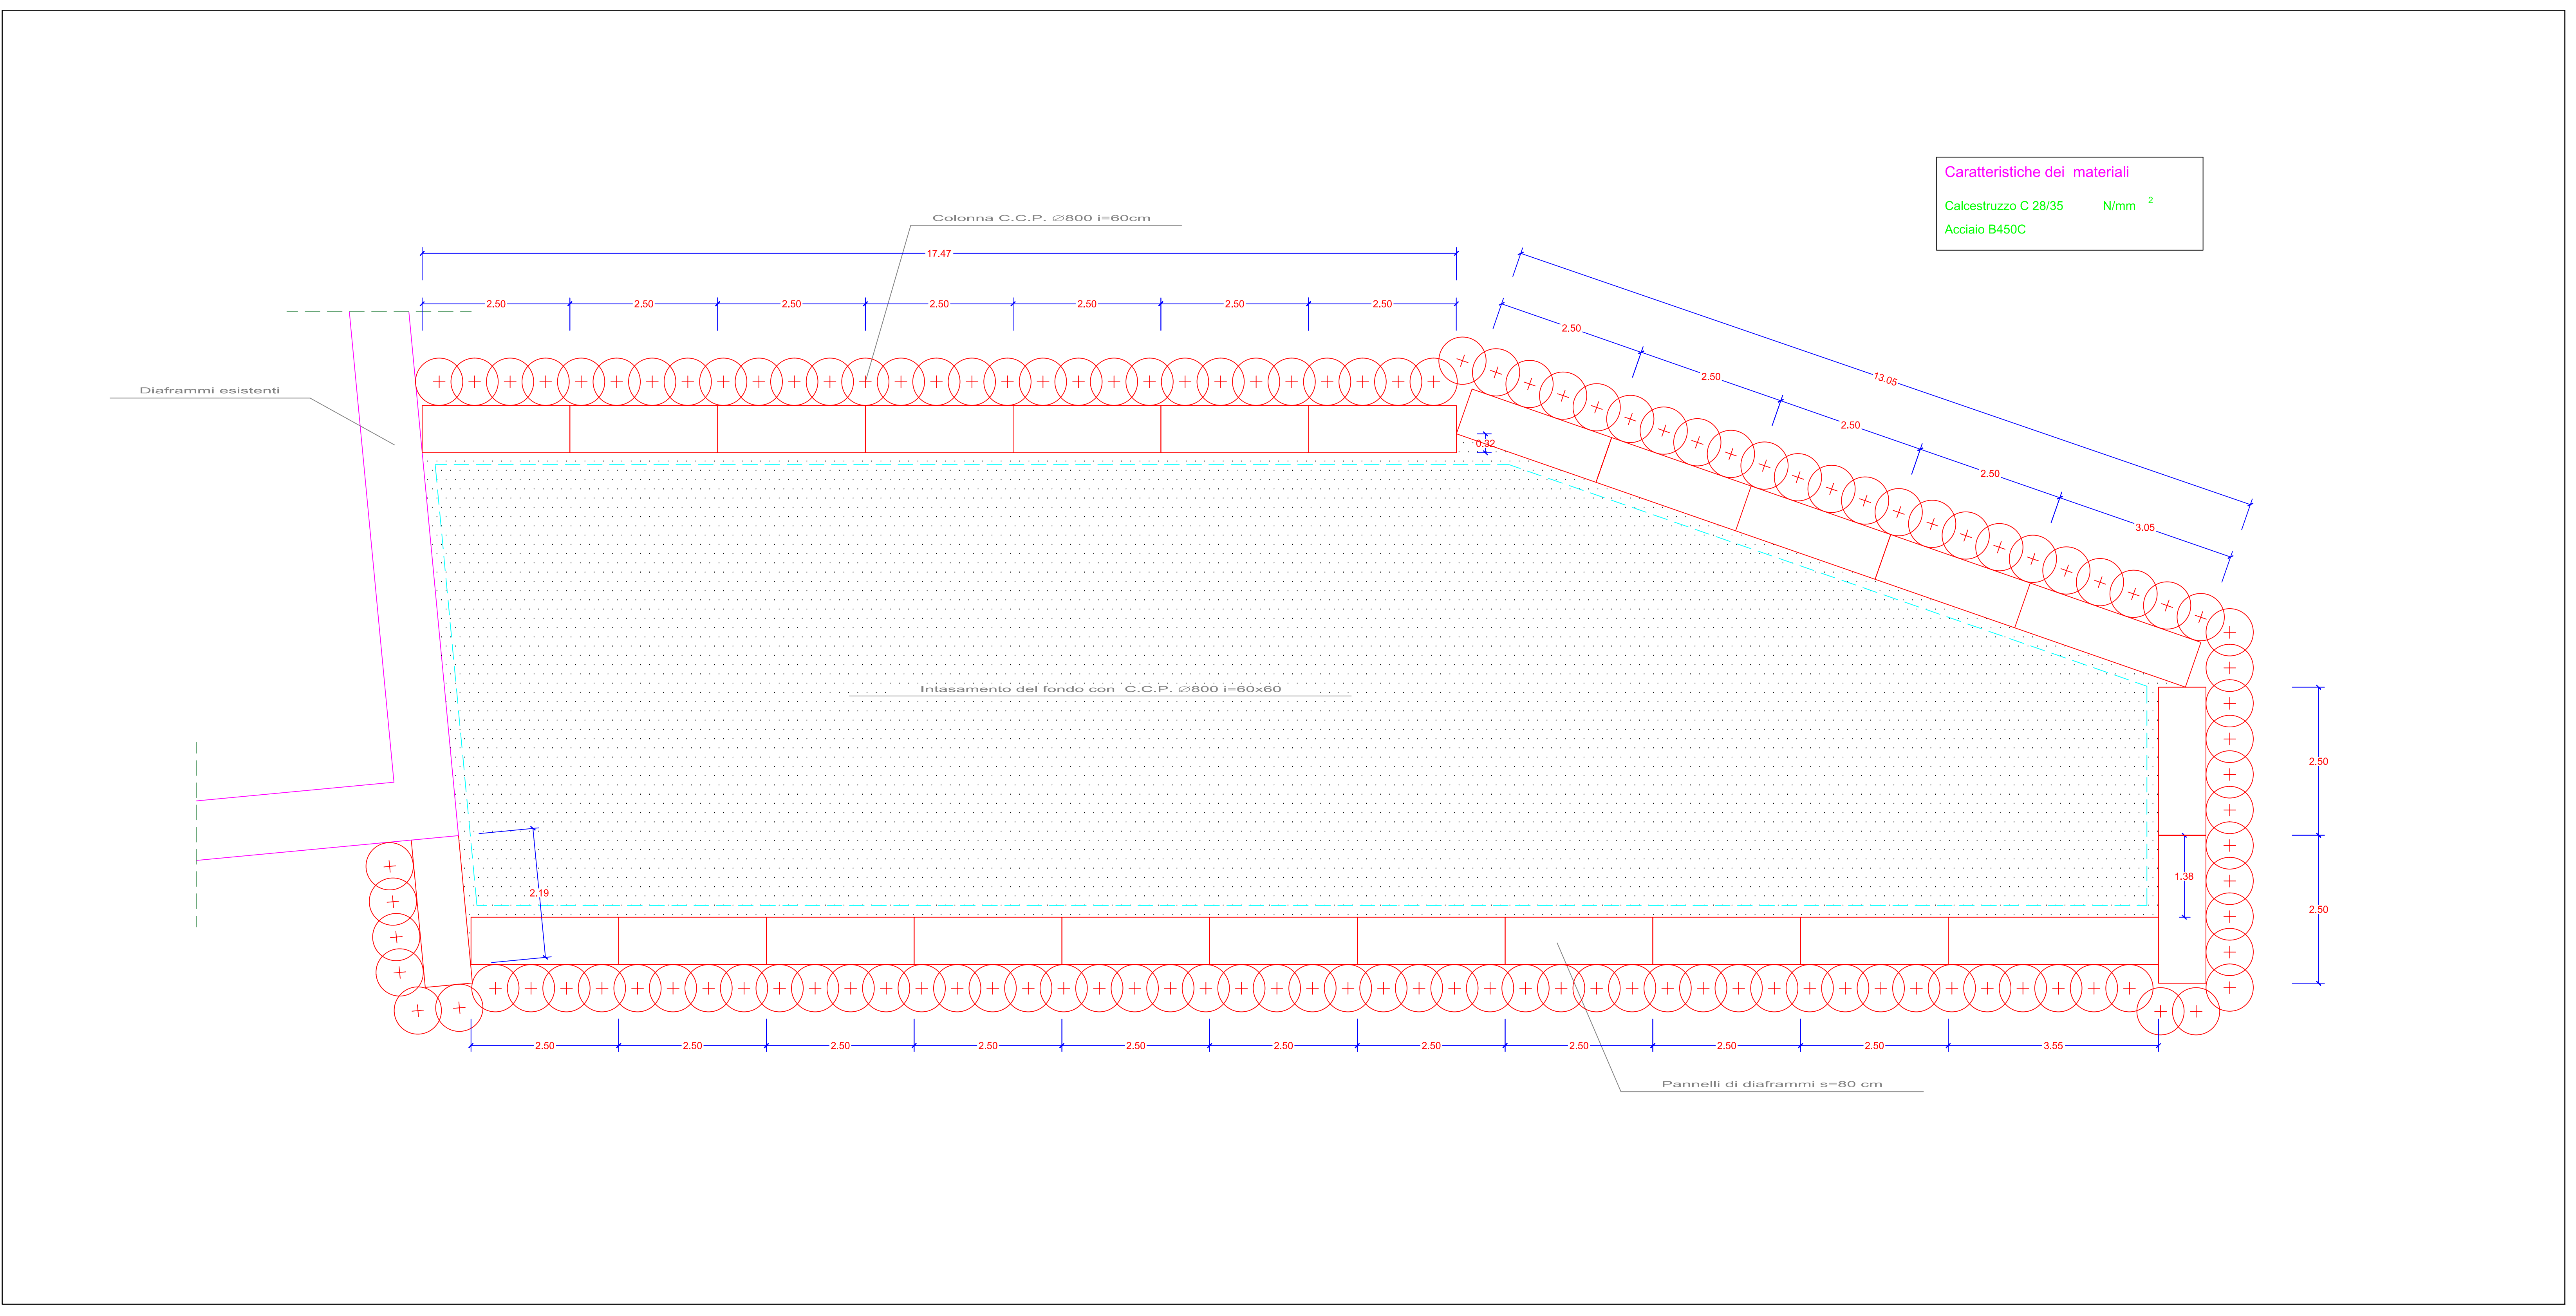 Caratteristiche dei materiali
Calcestruzzo C 28/35 N/mm 2
Acciaio B450C
Colonna C.C.P. ∅800 i=60cm
17.47
2.50 2.50 2.50 2.50 2.50 2.50 2.50
2.50
2.50
2.50
2.50
3.05
13.05
Diaframmi esistenti
0.32
Intasamento del fondo con C.C.P. ∅800 i=60x60
2.50
1.38
2.19
2.50
2.50 2.50 2.50 2.50 2.50 2.50 2.50 2.50 2.50 2.50 3.55
Pannelli di diaframmi s=80 cm